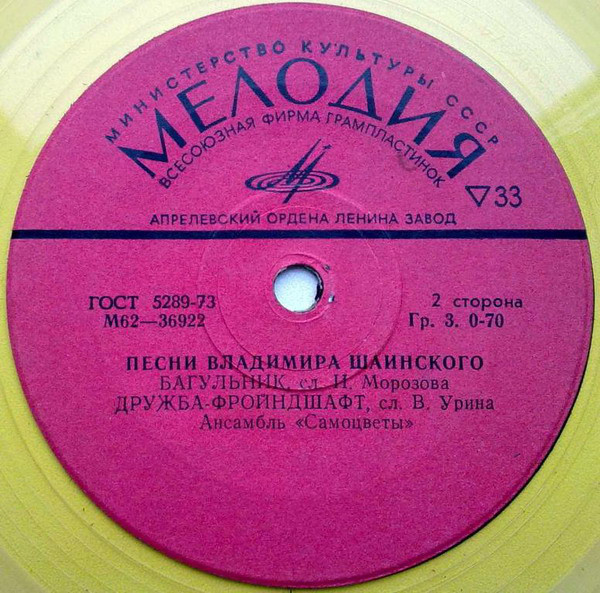 МИНИСТЕРСТВО КУЛЬТУРЫ СССР
МЕЛОДИЯ
ВСЕСОЮЗНАЯ ФИРМА ГРАМПЛАСТИНОК
33
АПРЕЛЕВСКИЙ ОРДЕНА ЛЕНИНА ЗАВОД
ГОСТ 5289-73
М62—36922
2 сторона
Гр. 3. 0-70
ПЕСНИ ВЛАДИМИРА ШАИНСКОГО
БАГУЛЬНИК, сл. И. Морозова
ДРУЖБА-ФРОЙНДШАФТ, сл. В. Урина
Ансамбль «Самоцветы»